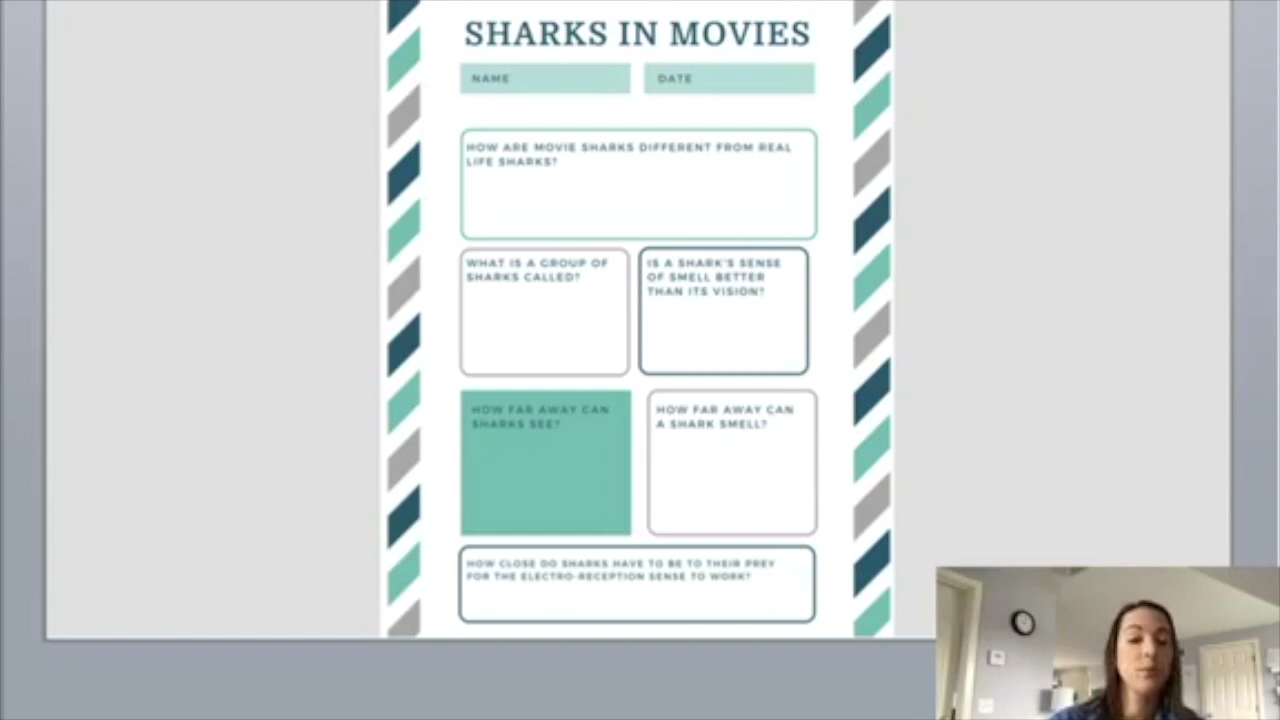 SHARKS IN MOVIES
NAME
DATE
HOW ARE MOVIE SHARKS DIFFERENT FROM REAL
LIFE SHARKS?
WHAT IS A GROUP OF
SHARKS CALLED?
IS A SHARK'S SENSE
OF SMELL BETTER
THAN ITS VISION?
HOW FAR AWAY CAN
SHARKS SEE?
HOW FAR AWAY CAN
A SHARK SMELL?
HOW CLOSE DO SHARKS HAVE TO BE TO THEIR PREY
FOR THE ELECTRO-RECEPTION SENSE TO WORK?